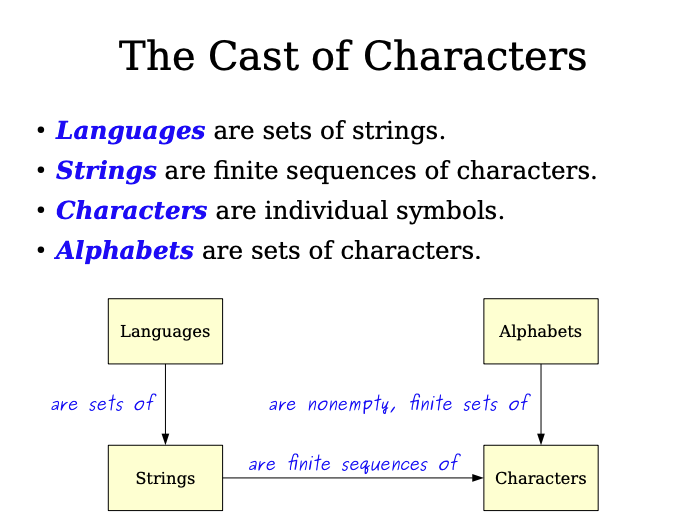 The Cast of Characters
• Languages are sets of strings.
• Strings are finite sequences of characters.
• Characters are individual symbols.
• Alphabets are sets of characters.
Languages
Alphabets
are sets of
are nonempty, finite sets of
are finite sequences of
Strings
Characters